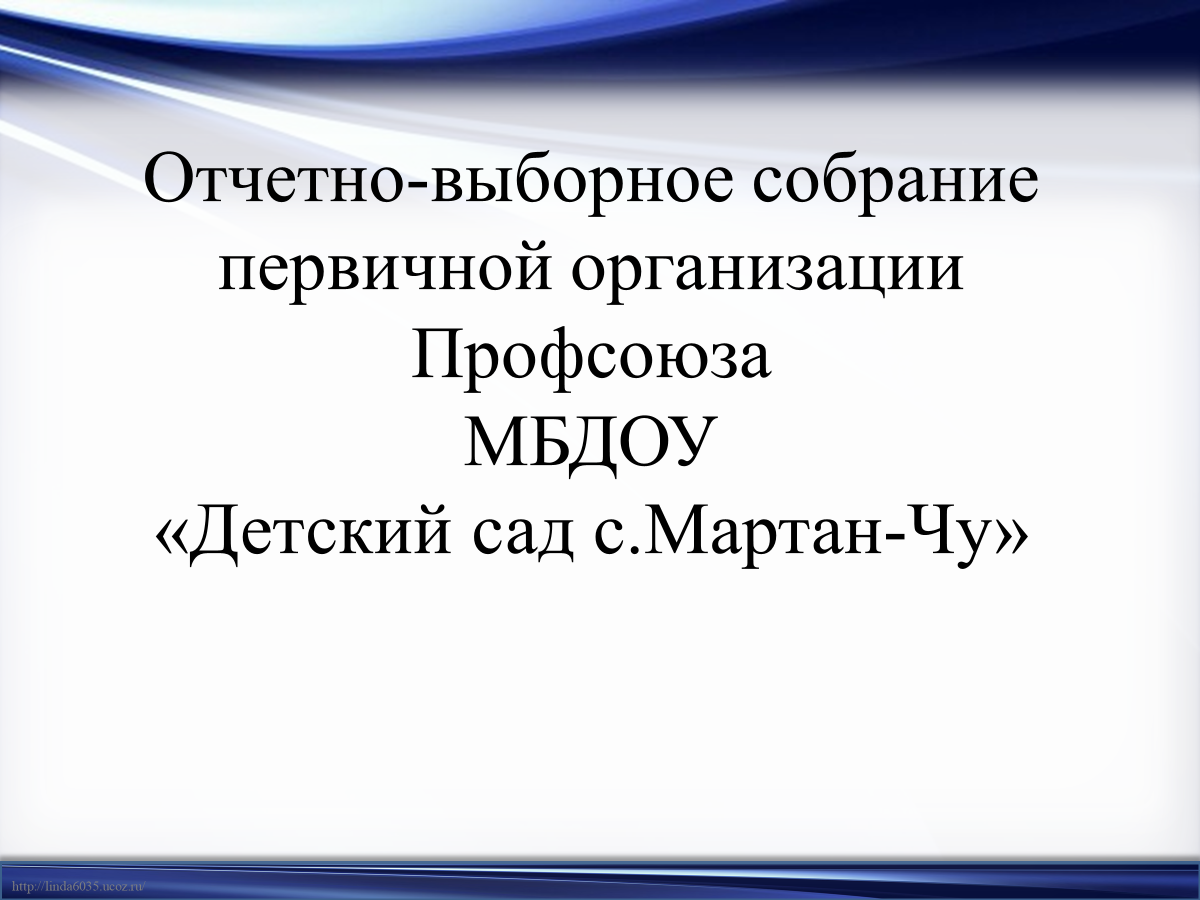 Отчетно-выборное собрание
первичной организации
Профсоюза
МБДОУ
«Детский сад с.Мартан-Чу»
http://linda6035.ucoz.ru/